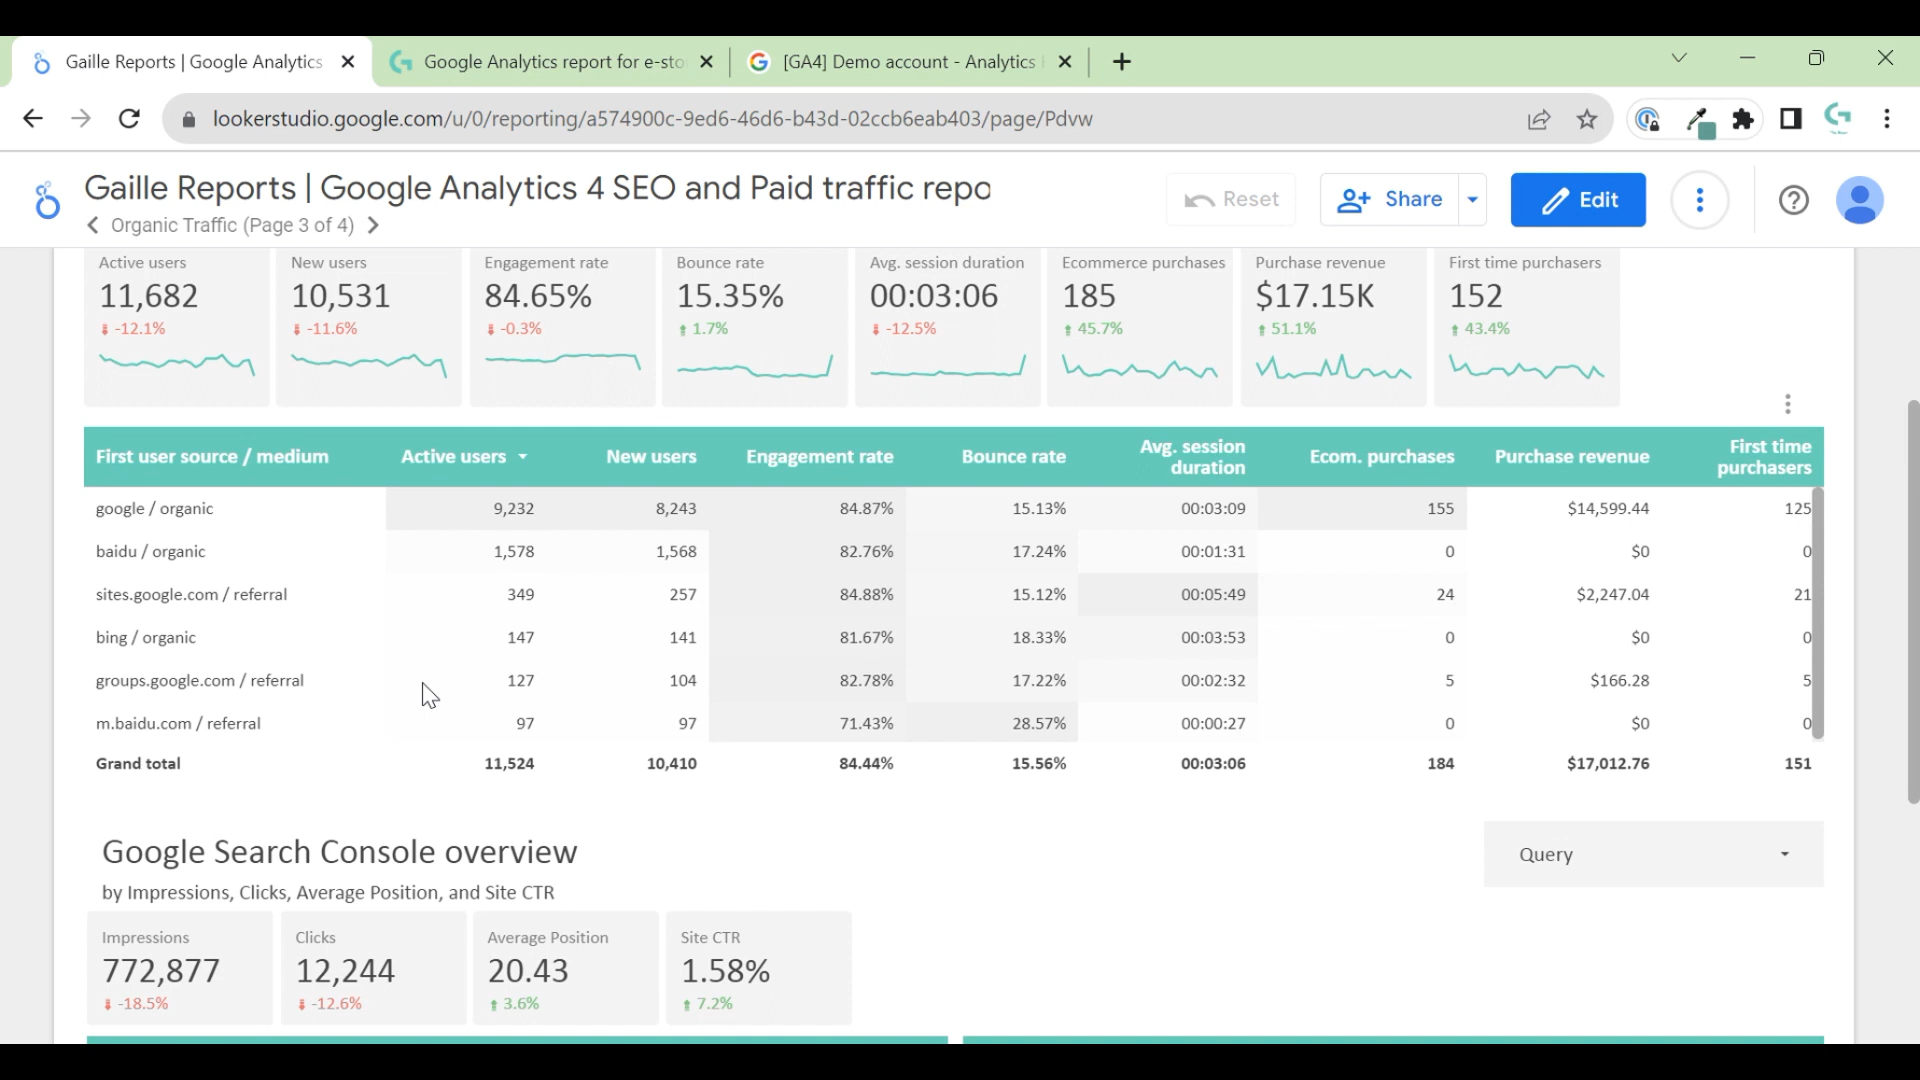 Gaille Reports | Google Analytics
Google Analytics report for e-sto
[GA4] Demo account - Analytics
lookerstudio.google.com/u/0/reporting/a574900c-9ed6-46d6-b43d-02ccb6eab403/page/Pdvw
Gaille Reports | Google Analytics 4 SEO and Paid traffic repo
Organic Traffic (Page 3 of 4)
Reset
Share
Edit
Active users New users Engagement rate Bounce rate Avg. session duration Ecommerce purchases Purchase revenue First time purchasers
11,682 10,531 84.65% 15.35% 00:03:06 185 $17.15K 152
-12.1% -11.6% -0.3% 1.7% -12.5% 45.7% 51.1% 43.4%
First user source / medium Active users New users Engagement rate Bounce rate Avg. session duration Ecom. purchases Purchase revenue First time purchasers
google / organic 9,232 8,243 84.87% 15.13% 00:03:09 155 $14,599.44 125
baidu / organic 1,578 1,568 82.76% 17.24% 00:01:31 0 $0 0
sites.google.com / referral 349 257 84.88% 15.12% 00:05:49 24 $2,247.04 21
bing / organic 147 141 81.67% 18.33% 00:03:53 0 $0 0
groups.google.com / referral 127 104 82.78% 17.22% 00:02:32 5 $166.28 5
m.baidu.com / referral 97 97 71.43% 28.57% 00:00:27 0 $0 0
Grand total 11,524 10,410 84.44% 15.56% 00:03:06 184 $17,012.76 151
Google Search Console overview
by Impressions, Clicks, Average Position, and Site CTR
Query
Impressions Clicks Average Position Site CTR
772,877 12,244 20.43 1.58%
-18.5% -12.6% 3.6% 7.2%